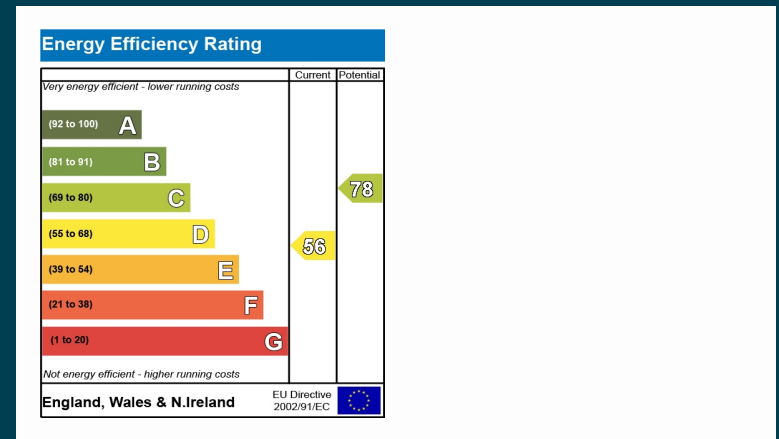 Energy Efficiency Rating
Current Potential
Very energy efficient - lower running costs
(92 to 100) A
(81 to 91) B
(69 to 80) C
78
(55 to 68) D
56
(39 to 54) E
(21 to 38) F
(1 to 20) G
Not energy efficient - higher running costs
England, Wales & N.Ireland
EU Directive
2002/91/EC